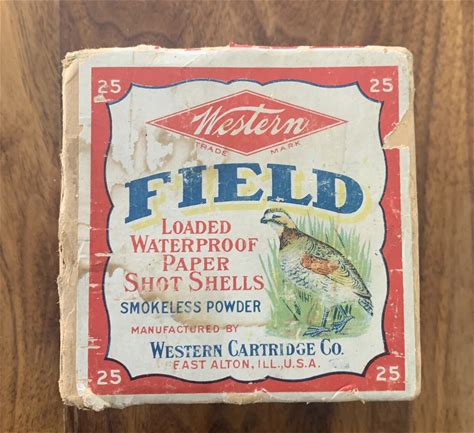 25 25
Western
TRADE MARK
FIELD
LOADED
WATERPROOF
PAPER
SHOT SHELLS
SMOKELESS POWDER
MANUFACTURED BY
WESTERN CARTRIDGE CO.
EAST ALTON, ILL., U.S.A.
25 25